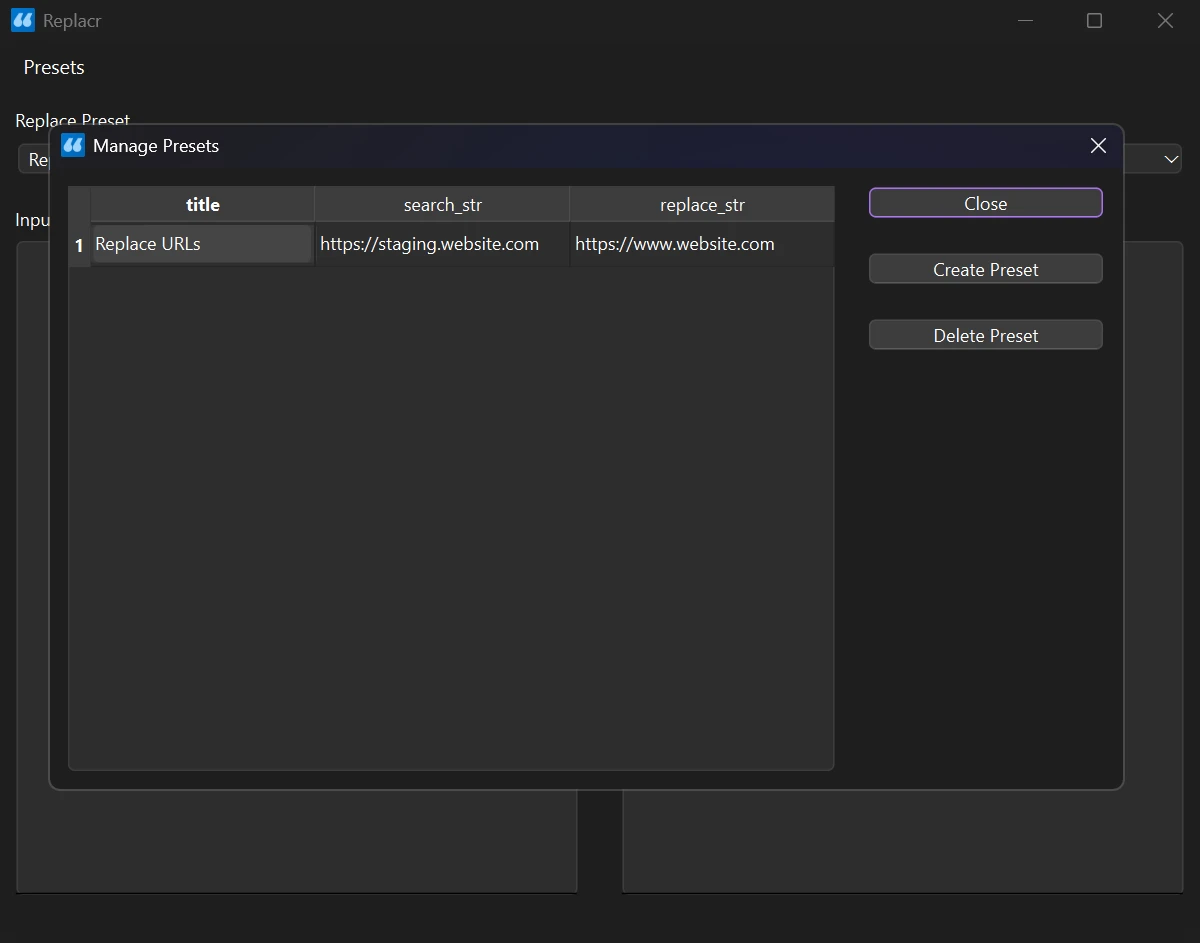 Replacr
Presets
Replace Preset
Re
Manage Presets
title search_str replace_str
1 Replace URLs https://staging.website.com https://www.website.com
Close
Create Preset
Delete Preset
Inpu